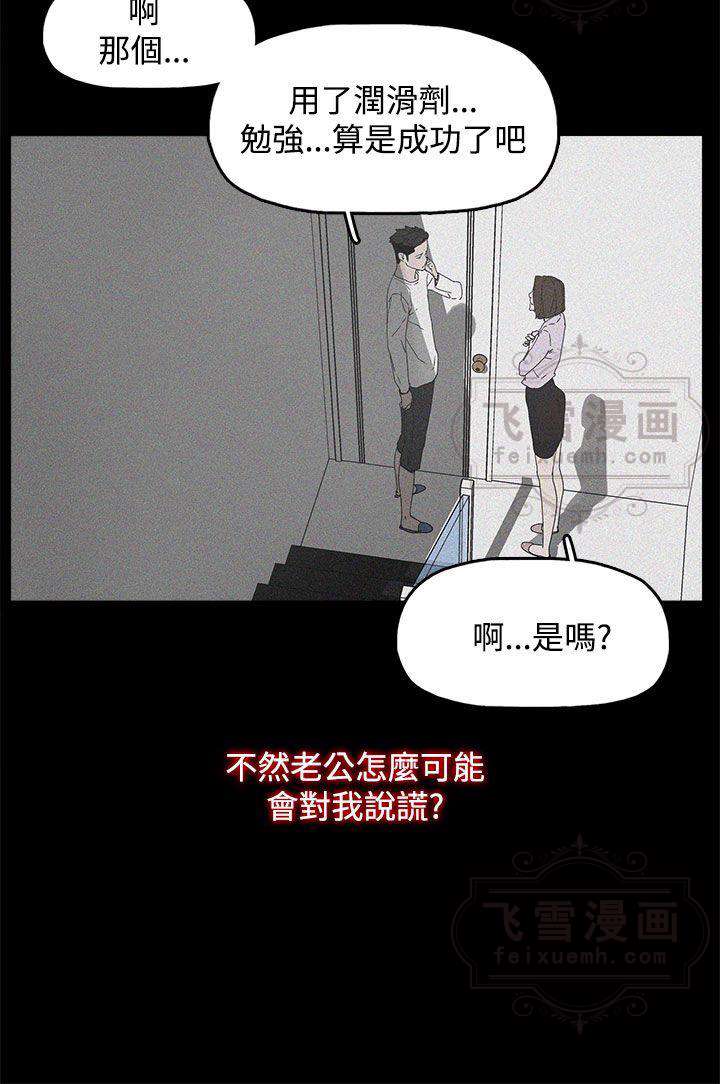 啊
那個...
用了潤滑劑...
勉強...算是成功了吧
飞雪漫画
feixuemh.com
啊...是嗎?
不然老公怎麼可能
會對我說謊?
飞雪漫画
feixuemh.com